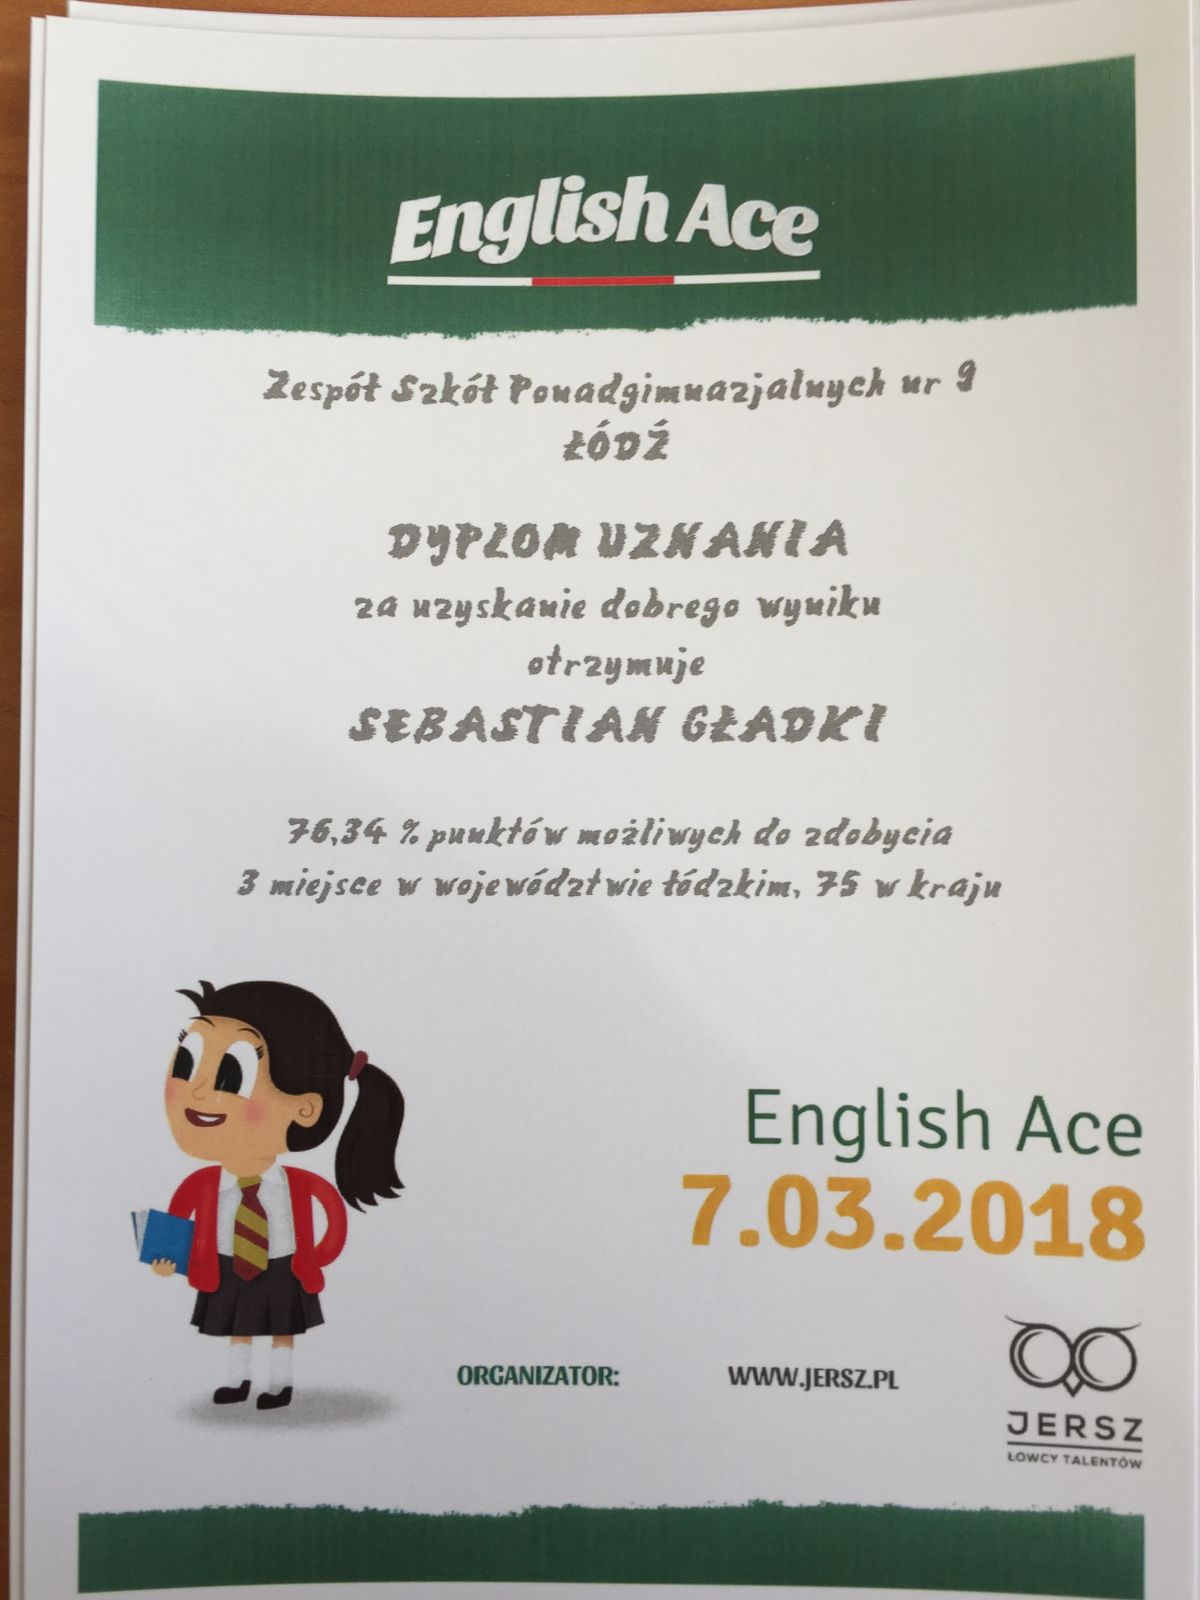 English Ace
Zespół Szkół Ponadgimnazjalnych nr 9
ŁÓDŹ
DYPLOM UZNANIA
za uzyskanie dobrego wyniku
otrzymuje
SEBASTIAN GŁADKI
76,34 % punktów możliwych do zdobycia
3 miejsce w województwie łódzkim, 75 w kraju
English Ace
7.03.2018
ORGANIZATOR: WWW.JERSZ.PL
JERSZ
ŁOWCY TALENTÓW